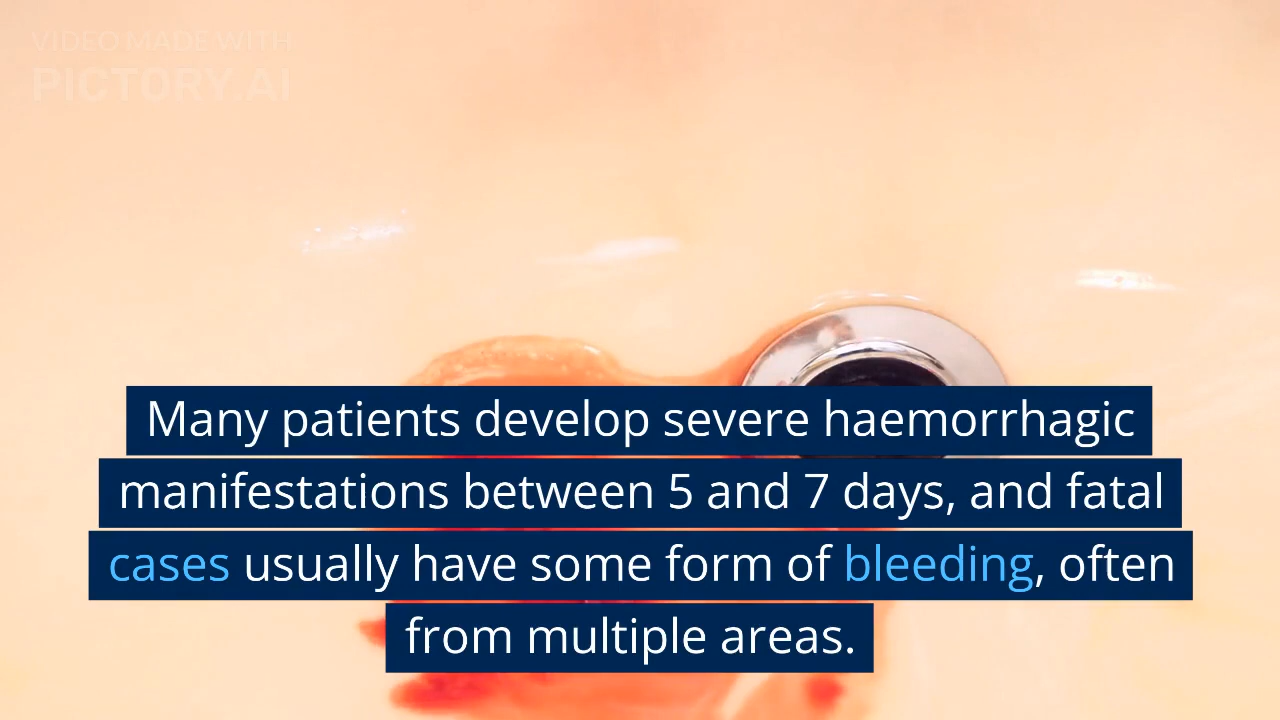 VIDEO MADE WITH
PICTORY.AI
Many patients develop severe haemorrhagic
manifestations between 5 and 7 days, and fatal
cases usually have some form of bleeding, often
from multiple areas.